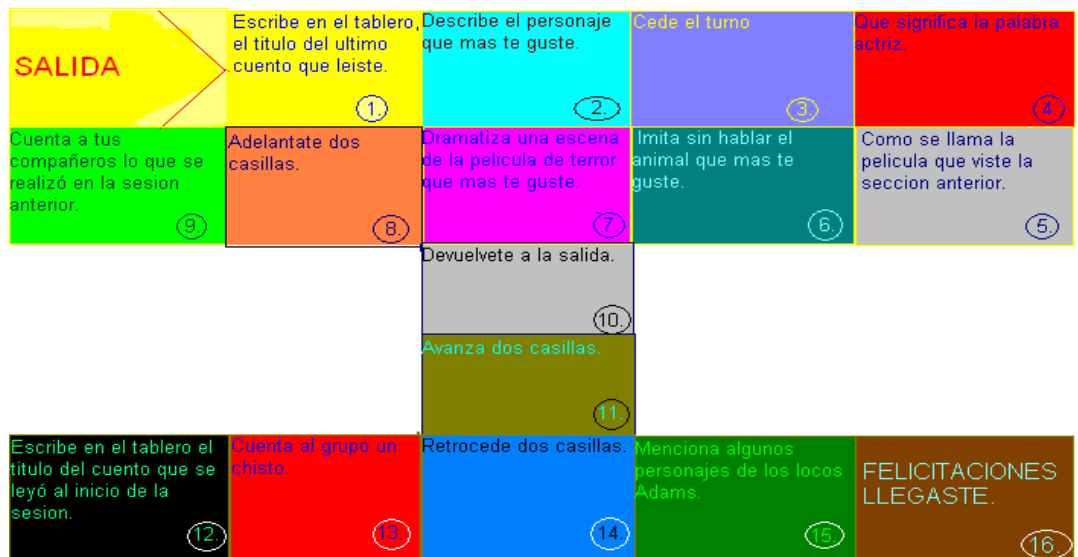 SALIDA
Escribe en el tablero,
el titulo del ultimo
cuento que leiste.
1.
Describe el personaje
que mas te guste.
2.
Cede el turno
3.
Que significa la palabra
actriz.
4.
Cuenta a tus
compañeros lo que se
realizó en la sesion
anterior.
9.
Adelantate dos
casillas.
8.
Dramatiza una escena
de la pelicula de terror
que mas te guste.
7.
Imita sin hablar el
animal que mas te
guste.
6.
Como se llama la
pelicula que viste la
seccion anterior.
5.
Devuelvete a la salida.
10.
Avanza dos casillas.
11.
Escribe en el tablero el
titulo del cuento que se
leyó al inicio de la
sesion.
12.
Cuenta al grupo un
chisto.
13.
Retrocede dos casillas.
14.
Menciona algunos
personajes de los locos
Adams.
15.
FELICITACIONES
LLEGASTE.
16.